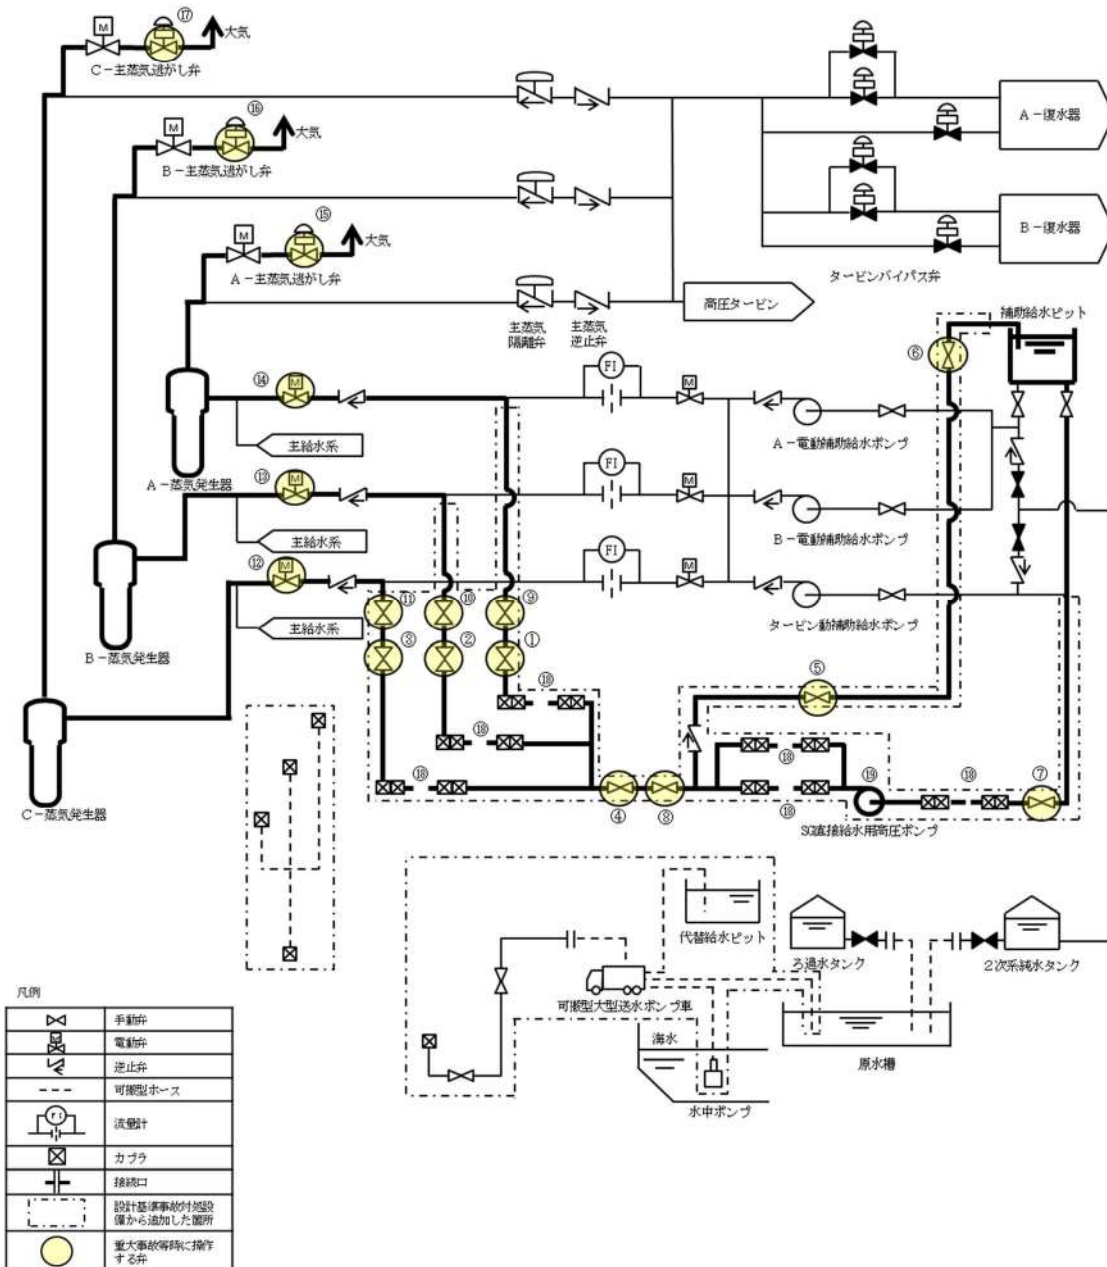 ⑰
M
大気
C-主蒸気逃がし弁
⑯
M
大気
B-主蒸気逃がし弁
⑮
M
大気
A-主蒸気逃がし弁
A-復水器
B-復水器
タービンバイパス弁
主蒸気
隔離弁
主蒸気
逆止弁
高圧タービン
補助給水ピット
⑥
⑭
M
FI
M
主給水系
A-電動補助給水ポンプ
A-蒸気発生器
⑬
M
FI
M
主給水系
B-電動補助給水ポンプ
⑫
M
FI
M
主給水系
タービン動補助給水ポンプ
B-蒸気発生器
⑪
⑩
⑨
③
②
①
⑤
⑱
⑱
⑱
⑱
⑱
⑲
⑱
⑦
④
⑧
SG直接給水用高圧ポンプ
C-蒸気発生器
代替給水ピット
ろ過水タンク
2次系純水タンク
可搬型大型送水ポンプ車
海水
原水槽
水中ポンプ
凡例
手動弁
M
電動弁
逆止弁
可搬型ホース
FI
流量計
カプラ
接続口
設計基準事故対処設
備から追加した箇所
重大事故等時に操作
する弁